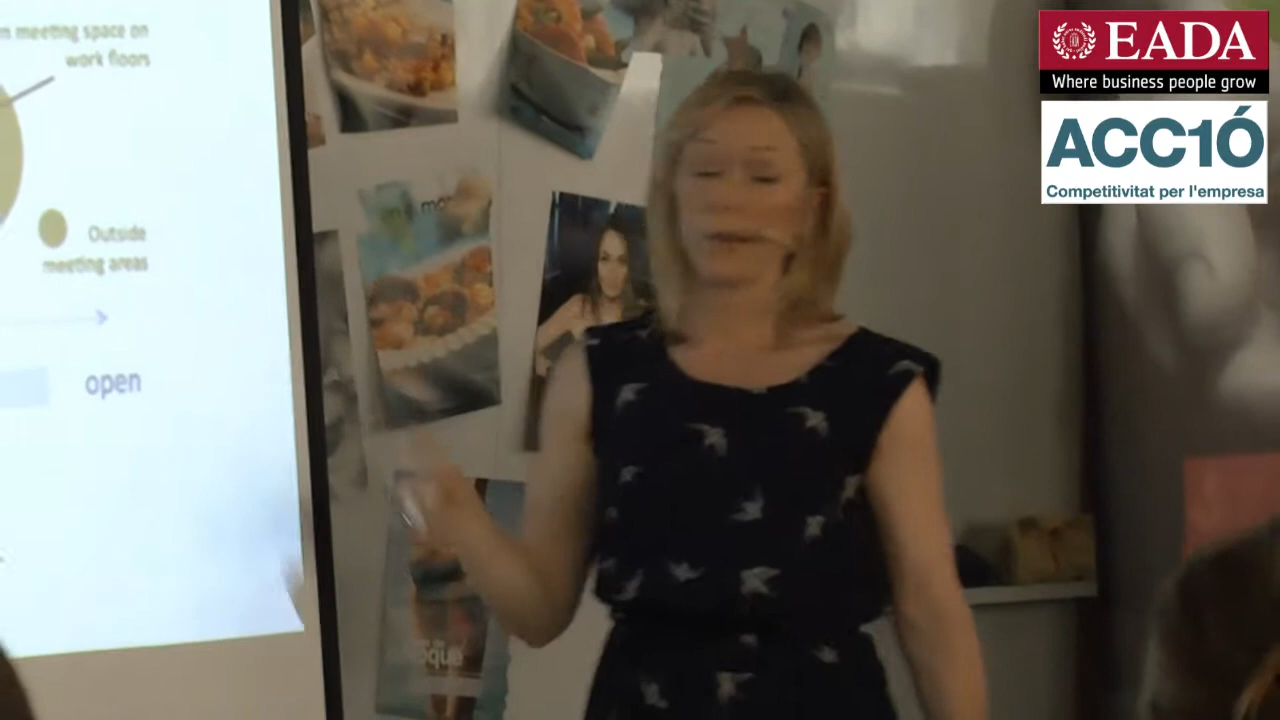 meeting space on
work floors
Outside
meeting areas
open
EADA
Where business people grow
ACC1Ó
Competitivitat per l'empresa